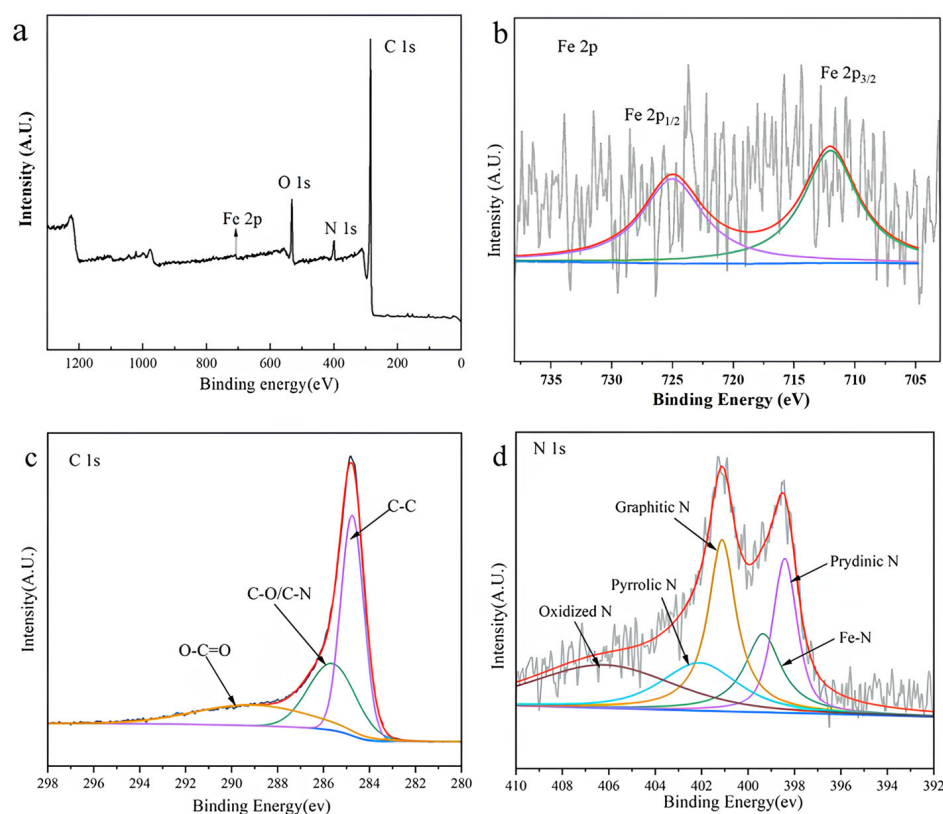 a
C 1s
O 1s
Fe 2p
N 1s
Intensity (A.U.)
1200 1000 800 600 400 200 0
Binding energy(eV)
b
Fe 2p
Fe 2p3/2
Fe 2p1/2
Intensity (A.U.)
735 730 725 720 715 710 705
Binding Energy (eV)
c
C 1s
C-C
C-O/C-N
O-C=O
Intensity(A.U.)
298 296 294 292 290 288 286 284 282 280
Binding Energy(ev)
d
N 1s
Graphitic N
Prydinic N
Pyrrolic N
Oxidized N
Fe-N
Intensity(A.U.)
410 408 406 404 402 400 398 396 394 392
Binding Energy(ev)